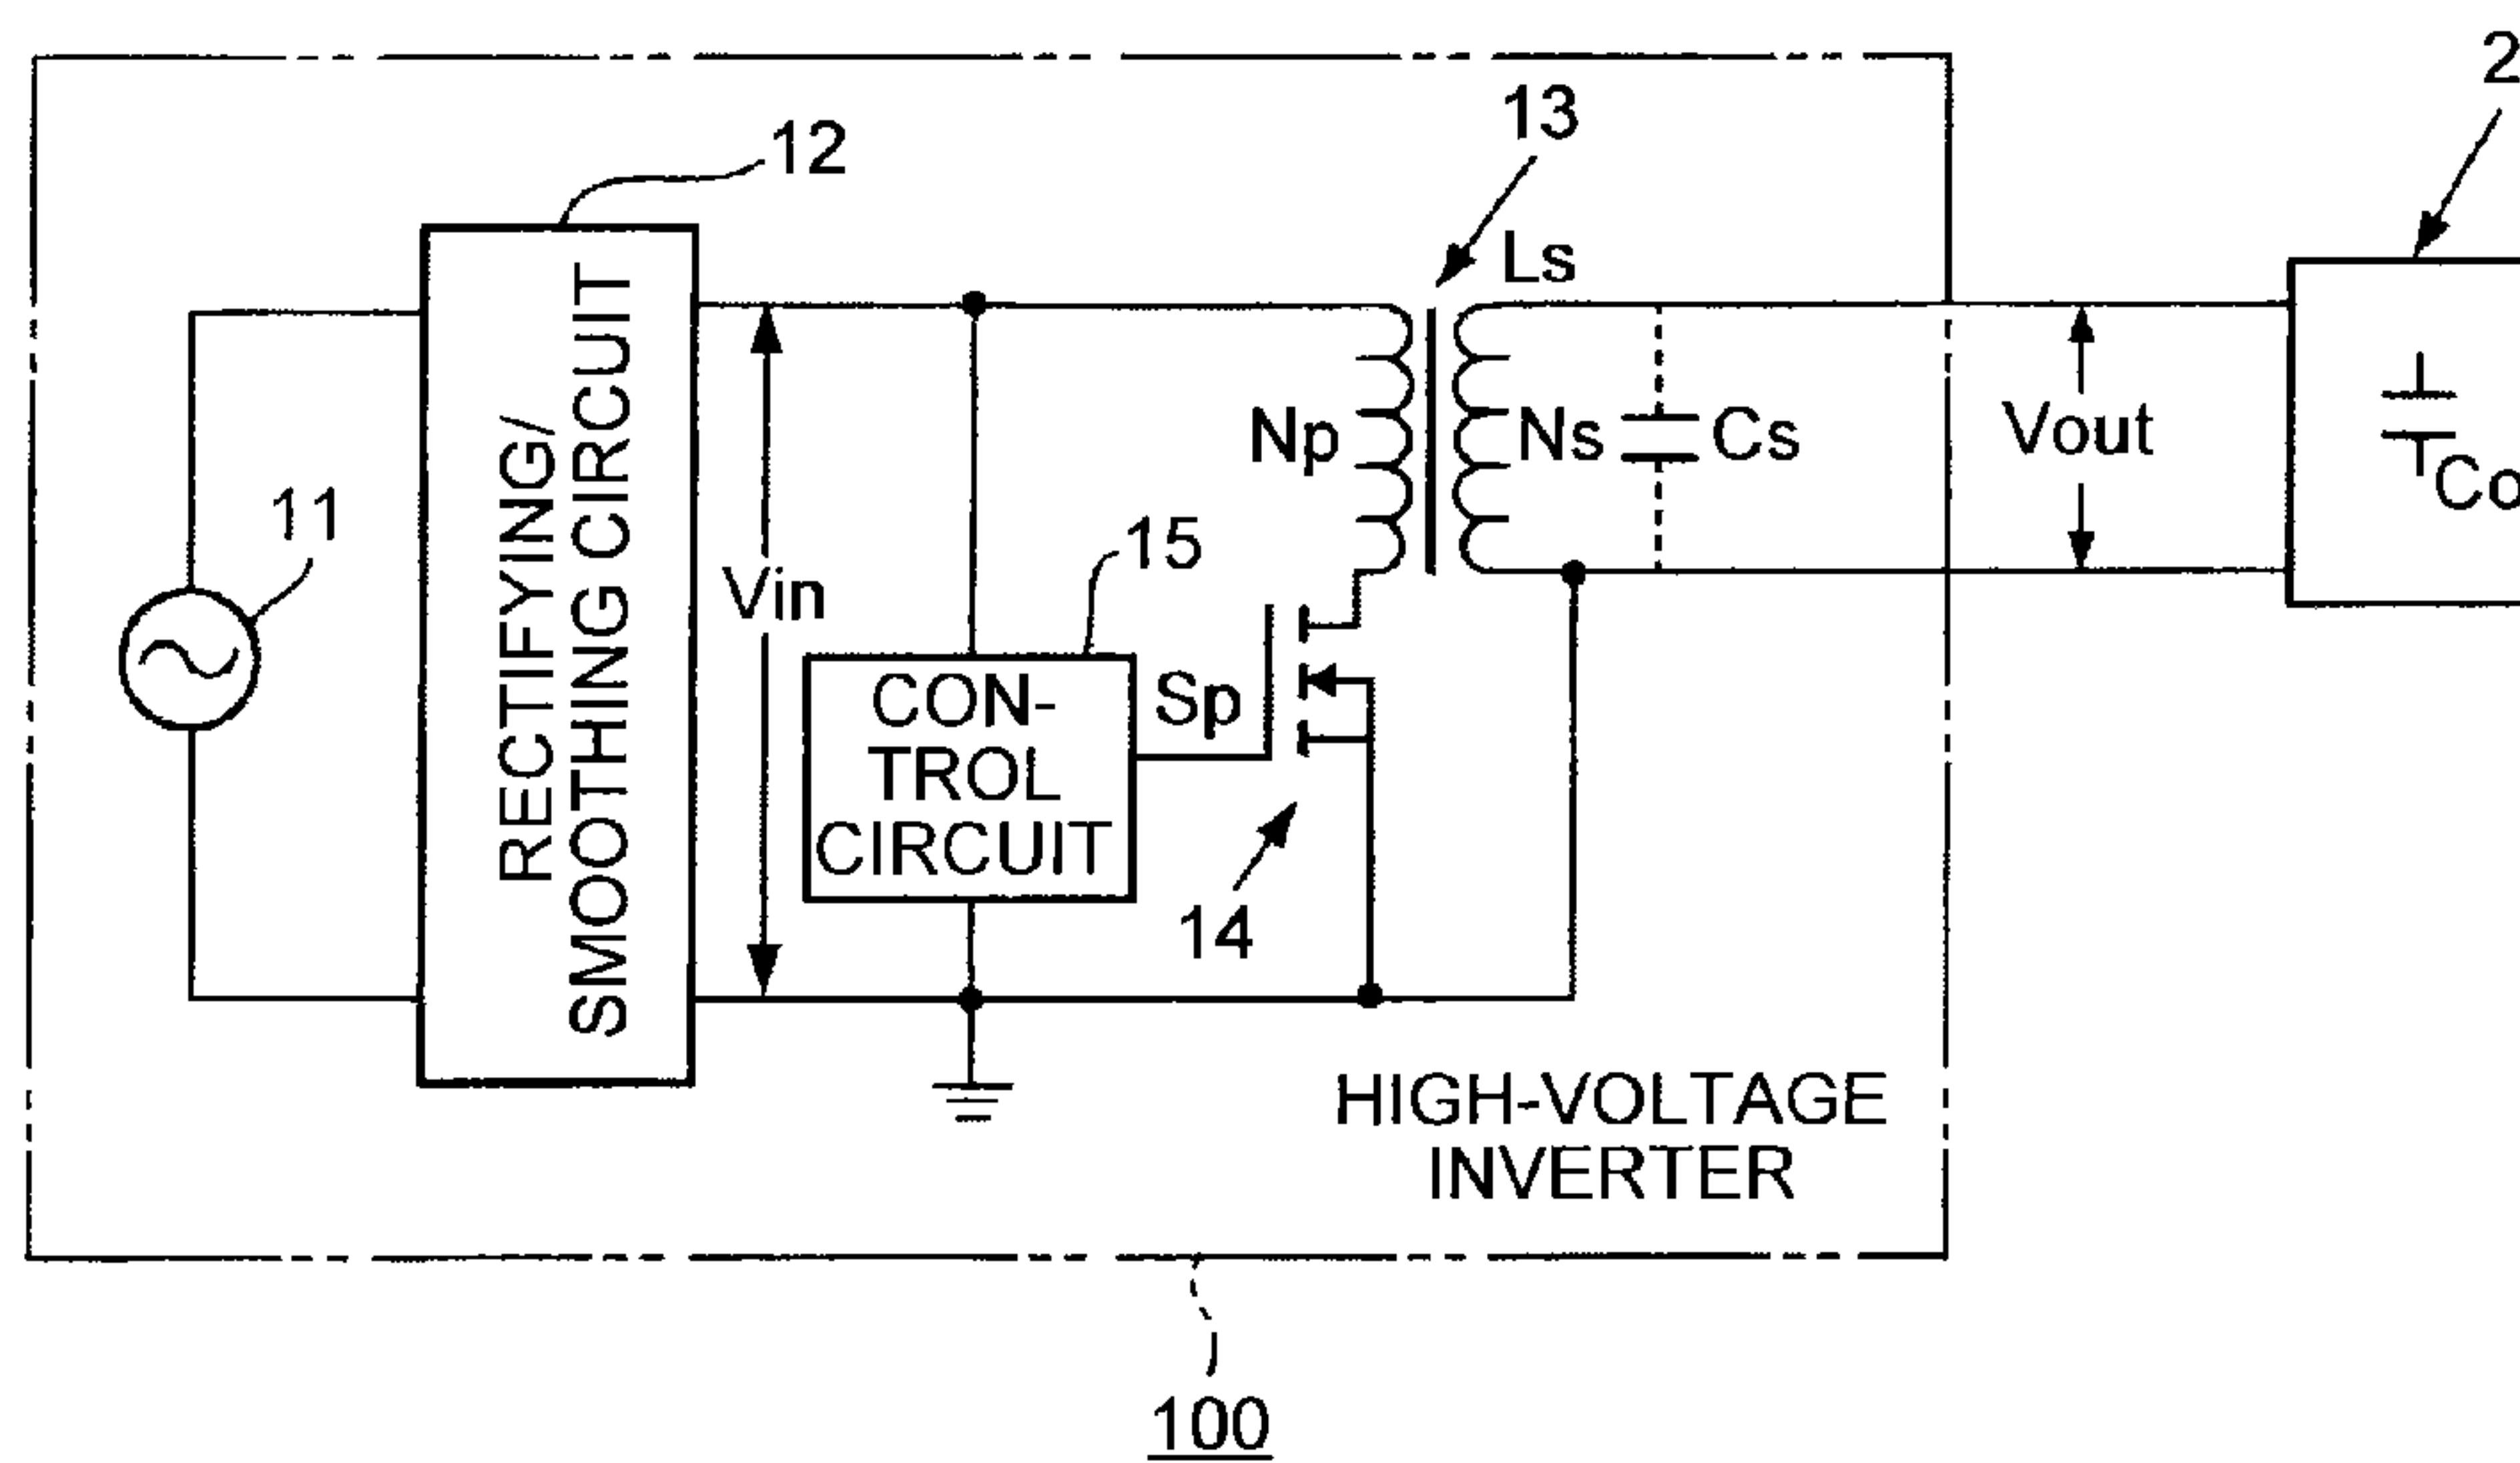 2
13
12
Ls
RECTIFYING/
SMOOTHING CIRCUIT
Np
Ns
Cs
Vout
Co
11
15
Vin
CON-
TROL
CIRCUIT
Sp
14
HIGH-VOLTAGE
INVERTER
100